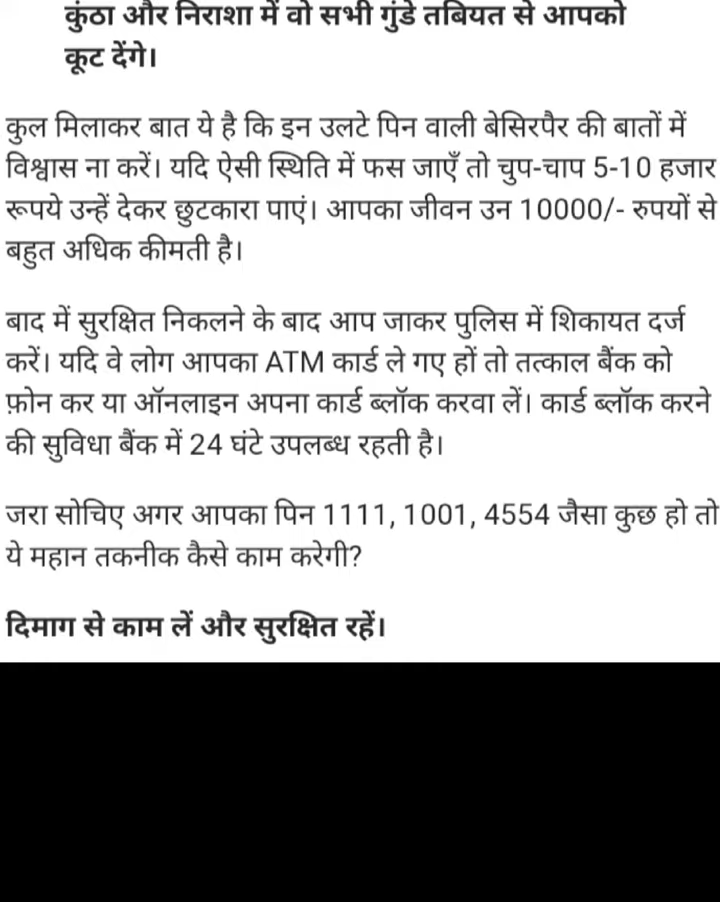 कुंठा और निराशा में वो सभी गुंडे तबियत से आपको
कूट देंगे।
कुल मिलाकर बात ये है कि इन उलटे पिन वाली बेसिरपैर की बातों में
विश्वास ना करें। यदि ऐसी स्थिति में फस जाएँ तो चुप-चाप 5-10 हजार
रूपये उन्हें देकर छुटकारा पाएं। आपका जीवन उन 10000/- रुपयों से
बहुत अधिक कीमती है।
बाद में सुरक्षित निकलने के बाद आप जाकर पुलिस में शिकायत दर्ज
करें। यदि वे लोग आपका ATM कार्ड ले गए हों तो तत्काल बैंक को
फ़ोन कर या ऑनलाइन अपना कार्ड ब्लॉक करवा लें। कार्ड ब्लॉक करने
की सुविधा बैंक में 24 घंटे उपलब्ध रहती है।
जरा सोचिए अगर आपका पिन 1111, 1001, 4554 जैसा कुछ हो तो
ये महान तकनीक कैसे काम करेगी?
दिमाग से काम लें और सुरक्षित रहें।